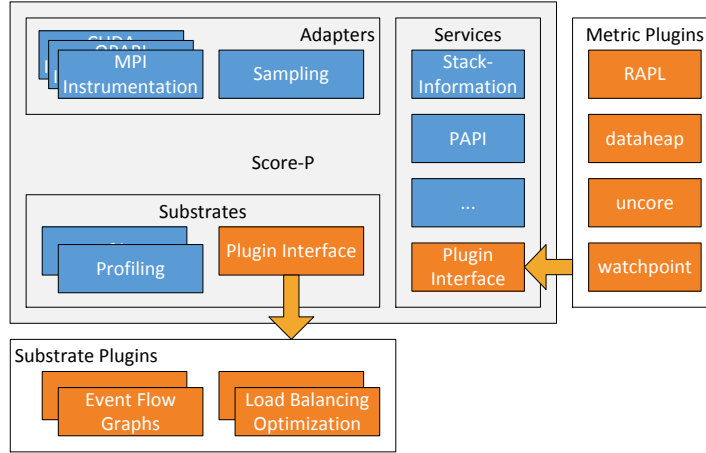 Adapters
MPI
Instrumentation
Sampling
Services
Stack-
Information
PAPI
...
Plugin
Interface
Metric Plugins
RAPL
dataheap
uncore
watchpoint
Score-P
Substrates
Profiling
Plugin Interface
Substrate Plugins
Event Flow
Graphs
Load Balancing
Optimization